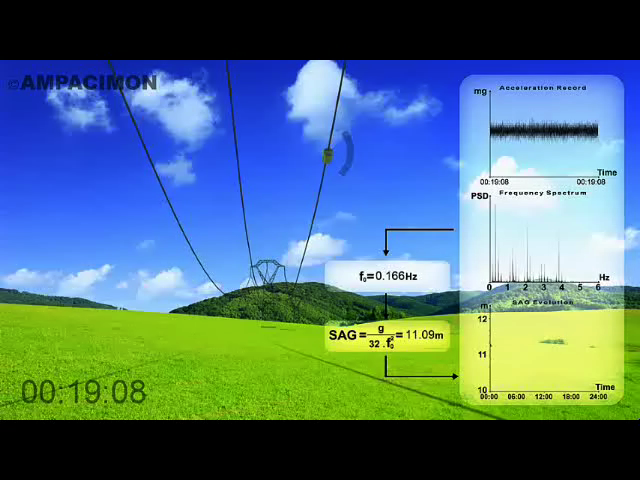 ©AMPACIMON
Acceleration Record
mg
Time
00:19:08 00:19:08
Frequency Spectrum
PSD
Hz
0 1 2 3 4 5 6
f₀=0.166Hz
SAG Evolution
m
12
11
10
Time
00:00 06:00 12:00 18:00 24:00
SAG = g / 32 . f₀² = 11.09m
00:19:08